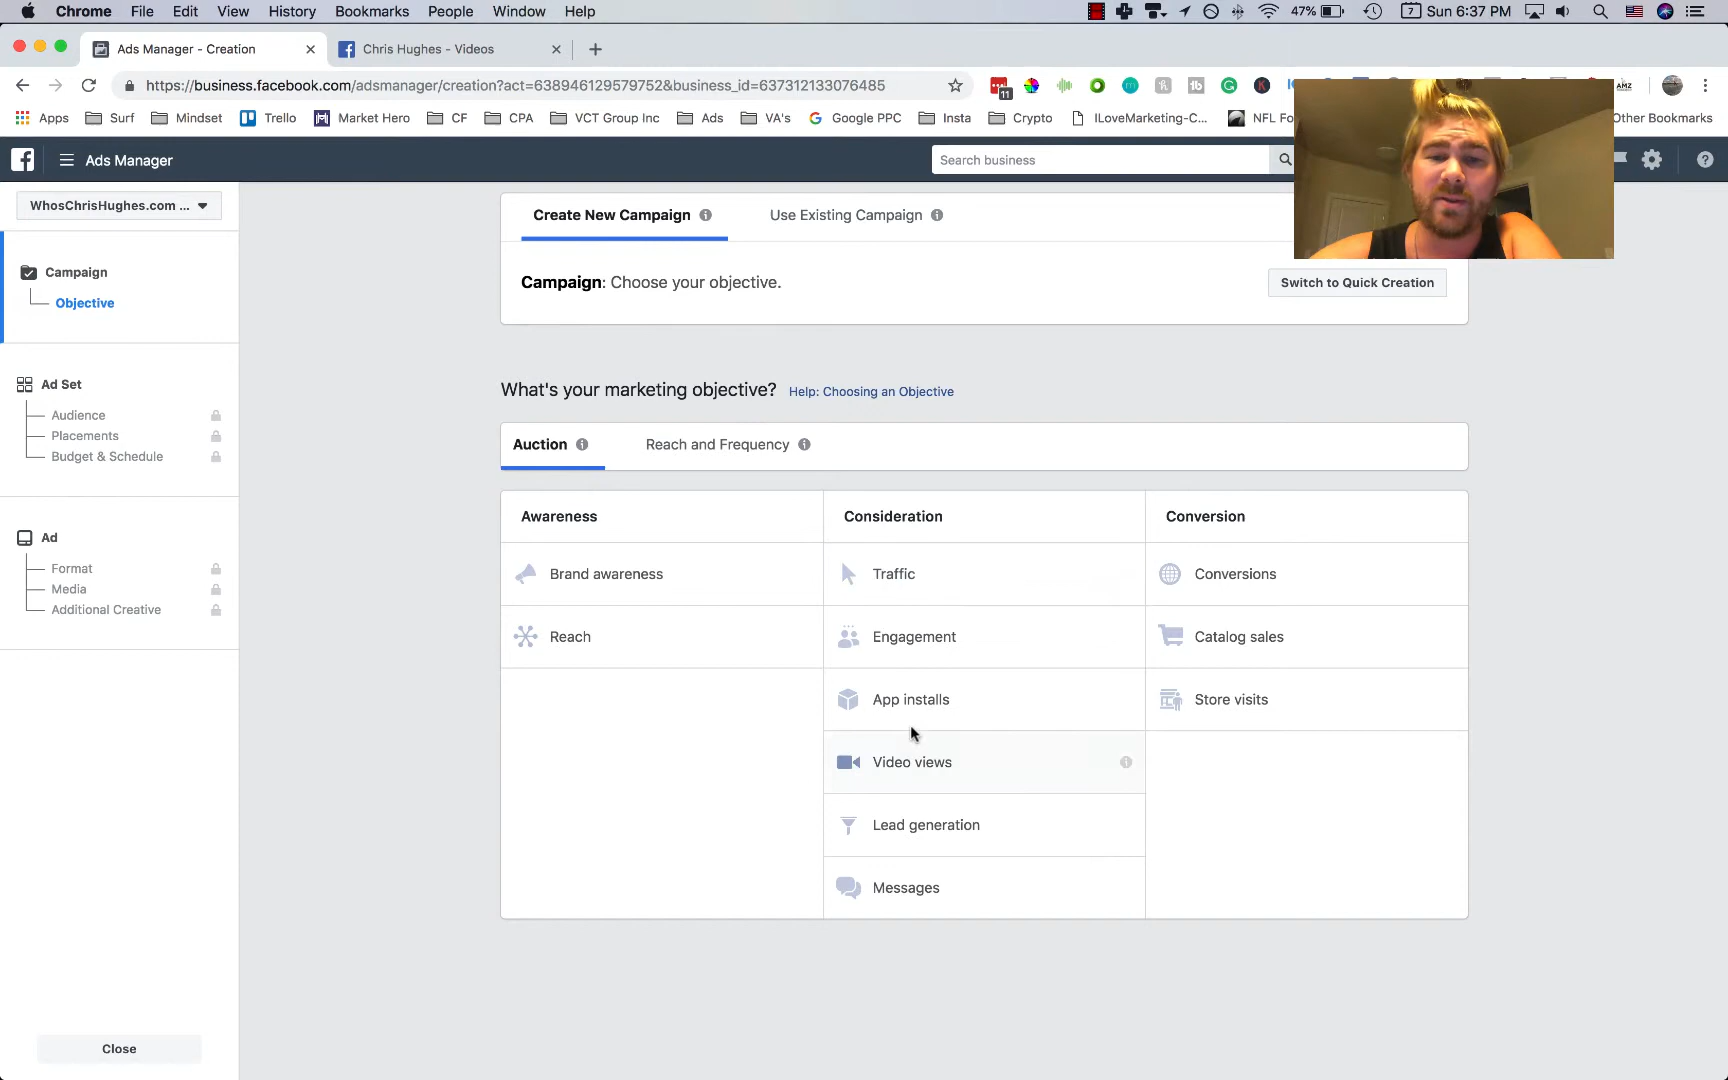 Chrome File Edit View History Bookmarks People Window Help 47% 7 Sun 6:37 PM
Ads Manager - Creation Chris Hughes - Videos
https://business.facebook.com/adsmanager/creation?act=638946129579752&business_id=637312133076485 11
Apps Surf Mindset Trello Market Hero CF CPA VCT Group Inc Ads VA's Google PPC Insta Crypto ILoveMarketing-C... NFL Fo Other Bookmarks
AMZ
Ads Manager Search business
WhosChrisHughes.com ...
Create New Campaign Use Existing Campaign
Campaign
Campaign: Choose your objective. Switch to Quick Creation
Objective
Ad Set
What's your marketing objective? Help: Choosing an Objective
Audience
Placements
Auction Reach and Frequency
Budget & Schedule
Awareness Consideration Conversion
Ad
Format
Brand awareness Traffic Conversions
Media
Additional Creative
Reach Engagement Catalog sales
App installs Store visits
Video views
Lead generation
Messages
Close